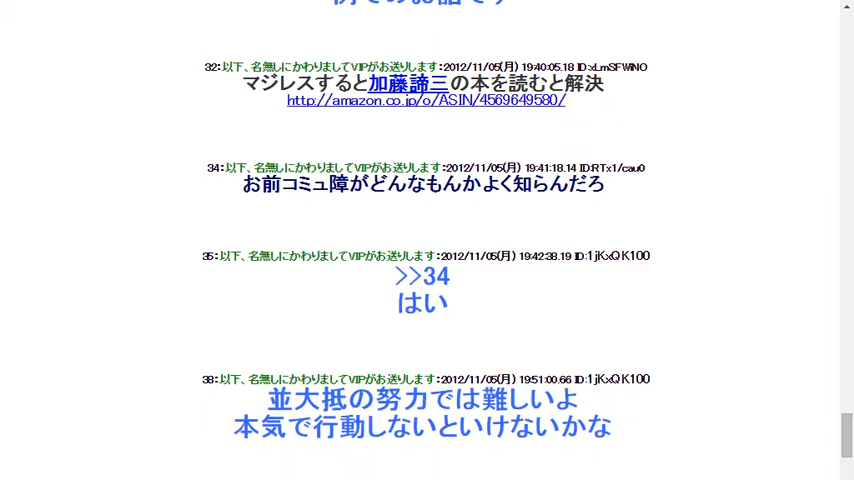 32：以下、名無しにかわりましてVIPがお送りします：2012/11/05(月) 19:40:05.18 ID:xLmSFWiNO
マジレスすると加藤諦三の本を読むと解決
http://amazon.co.jp/o/ASIN/4569649580/
34：以下、名無しにかわりましてVIPがお送りします：2012/11/05(月) 19:41:18.14 ID:RTx1/cau0
お前コミュ障がどんなもんかよく知らんだろ
35：以下、名無しにかわりましてVIPがお送りします：2012/11/05(月) 19:42:38.19 ID:1jKxQK100
>>34
はい
38：以下、名無しにかわりましてVIPがお送りします：2012/11/05(月) 19:51:00.66 ID:1jKxQK100
並大抵の努力では難しいよ
本気で行動しないといけないかな